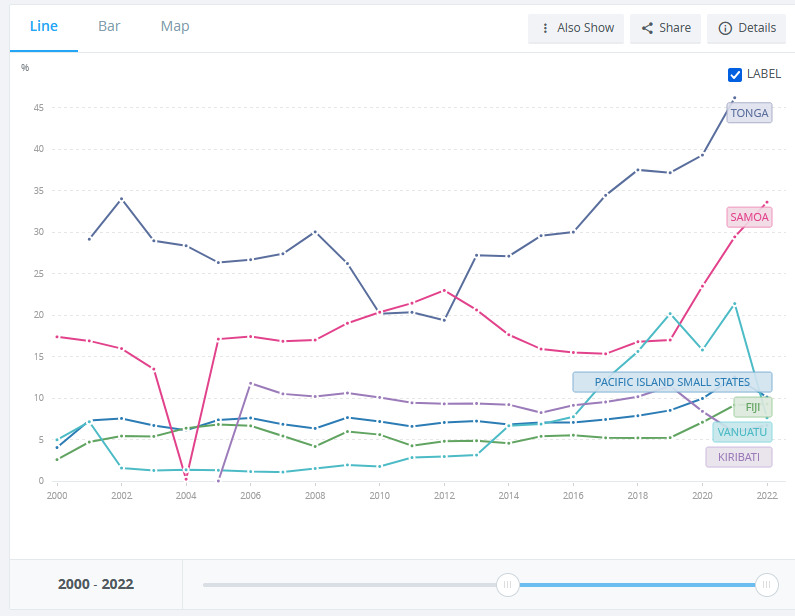 Line Bar Map Also Show Share Details
%
LABEL
45
TONGA
40
35
SAMOA
30
25
20
15
PACIFIC ISLAND SMALL STATES
10
FIJI
VANUATU
5
KIRIBATI
0
2000 2002 2004 2006 2008 2010 2012 2014 2016 2018 2020 2022
2000 - 2022